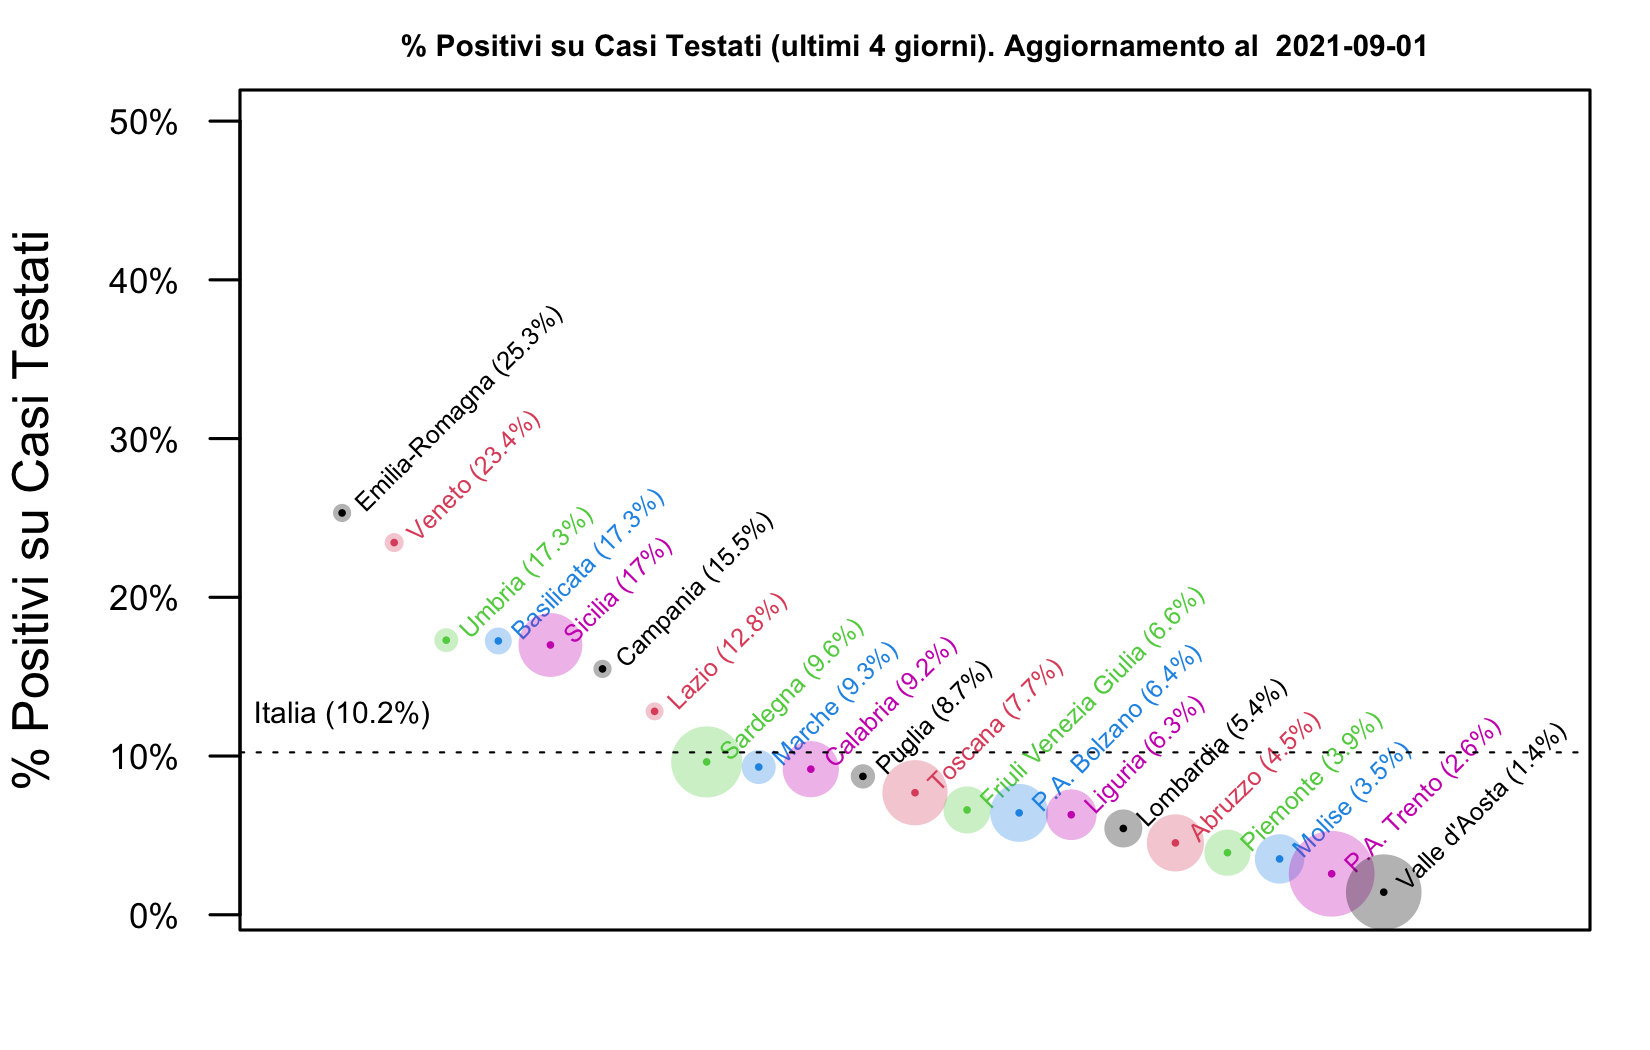 % Positivi su Casi Testati (ultimi 4 giorni). Aggiornamento al  2021-09-01
% Positivi su Casi Testati
50%
40%
30%
20%
10%
0%
Italia (10.2%)
Emilia-Romagna (25.3%)
Veneto (23.4%)
Umbria (17.3%)
Basilicata (17.3%)
Sicilia (17%)
Campania (15.5%)
Lazio (12.8%)
Sardegna (9.6%)
Marche (9.3%)
Calabria (9.2%)
Puglia (8.7%)
Toscana (7.7%)
Friuli Venezia Giulia (6.6%)
P.A. Bolzano (6.4%)
Liguria (6.3%)
Lombardia (5.4%)
Abruzzo (4.5%)
Piemonte (3.9%)
Molise (3.5%)
P.A. Trento (2.6%)
Valle d'Aosta (1.4%)